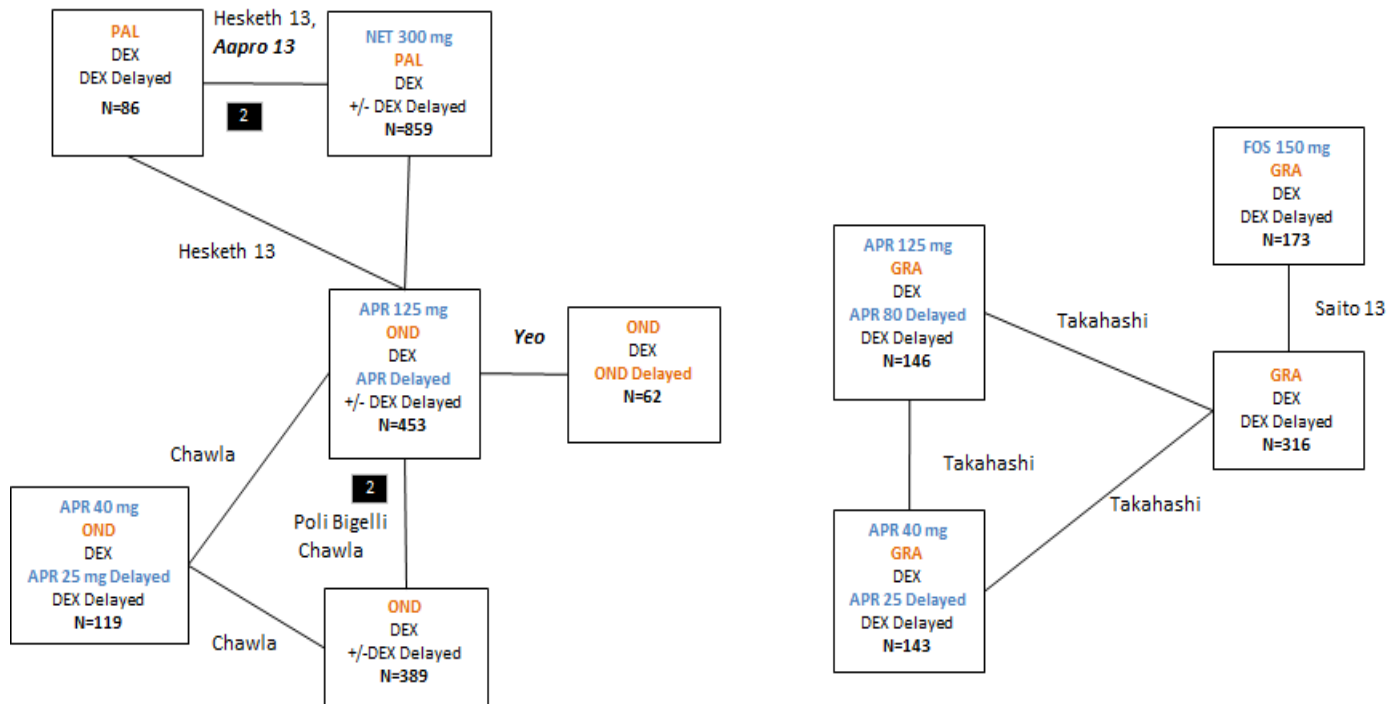 PAL
DEX
DEX Delayed
N=86
Hesketh 13,
Aapro 13
2
NET 300 mg
PAL
DEX
+/- DEX Delayed
N=859
Hesketh 13
APR 125 mg
OND
DEX
APR Delayed
+/- DEX Delayed
N=453
Yeo
OND
DEX
OND Delayed
N=62
Chawla
2
Poli Bigelli
Chawla
APR 40 mg
OND
DEX
APR 25 mg Delayed
DEX Delayed
N=119
Chawla
OND
DEX
+/-DEX Delayed
N=389
FOS 150 mg
GRA
DEX
DEX Delayed
N=173
APR 125 mg
GRA
DEX
APR 80 Delayed
DEX Delayed
N=146
Takahashi
Saito 13
GRA
DEX
DEX Delayed
N=316
Takahashi
Takahashi
APR 40 mg
GRA
DEX
APR 25 Delayed
DEX Delayed
N=143